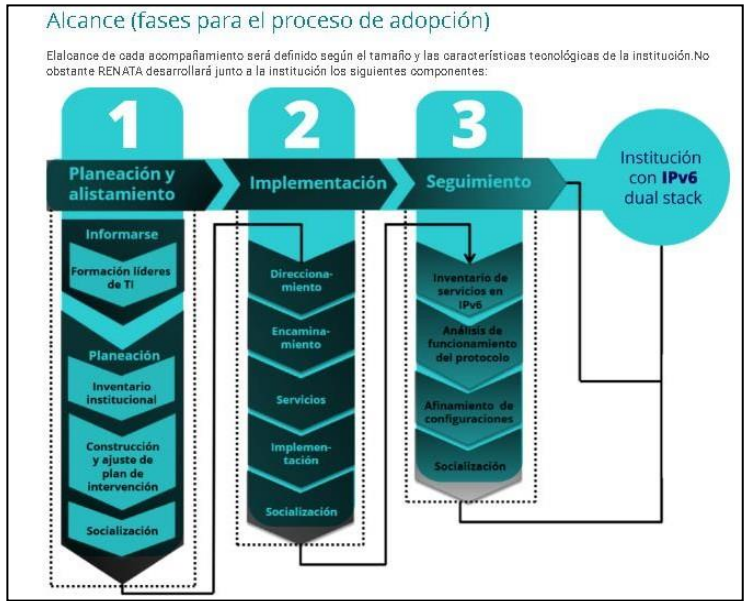 Alcance (fases para el proceso de adopción)
Elalcance de cada acompañamiento será definido según el tamaño y las características tecnológicas de la institución.No
obstante RENATA desarrollará junto a la institución los siguientes componentes:
1
Planeación y
alistamiento
Informarse
Formación líderes
de TI
Planeación
Inventario
institucional
Construcción
y ajuste de
plan de
intervención
Socialización
2
Implementación
Direcciona-
miento
Encamina-
miento
Servicios
Implemen-
tación
Socialización
3
Seguimiento
Inventario de
servicios en
IPv6
Análisis de
funcionamiento
del protocolo
Afinamiento de
configuraciones
Socialización
Institución
con IPv6
dual stack